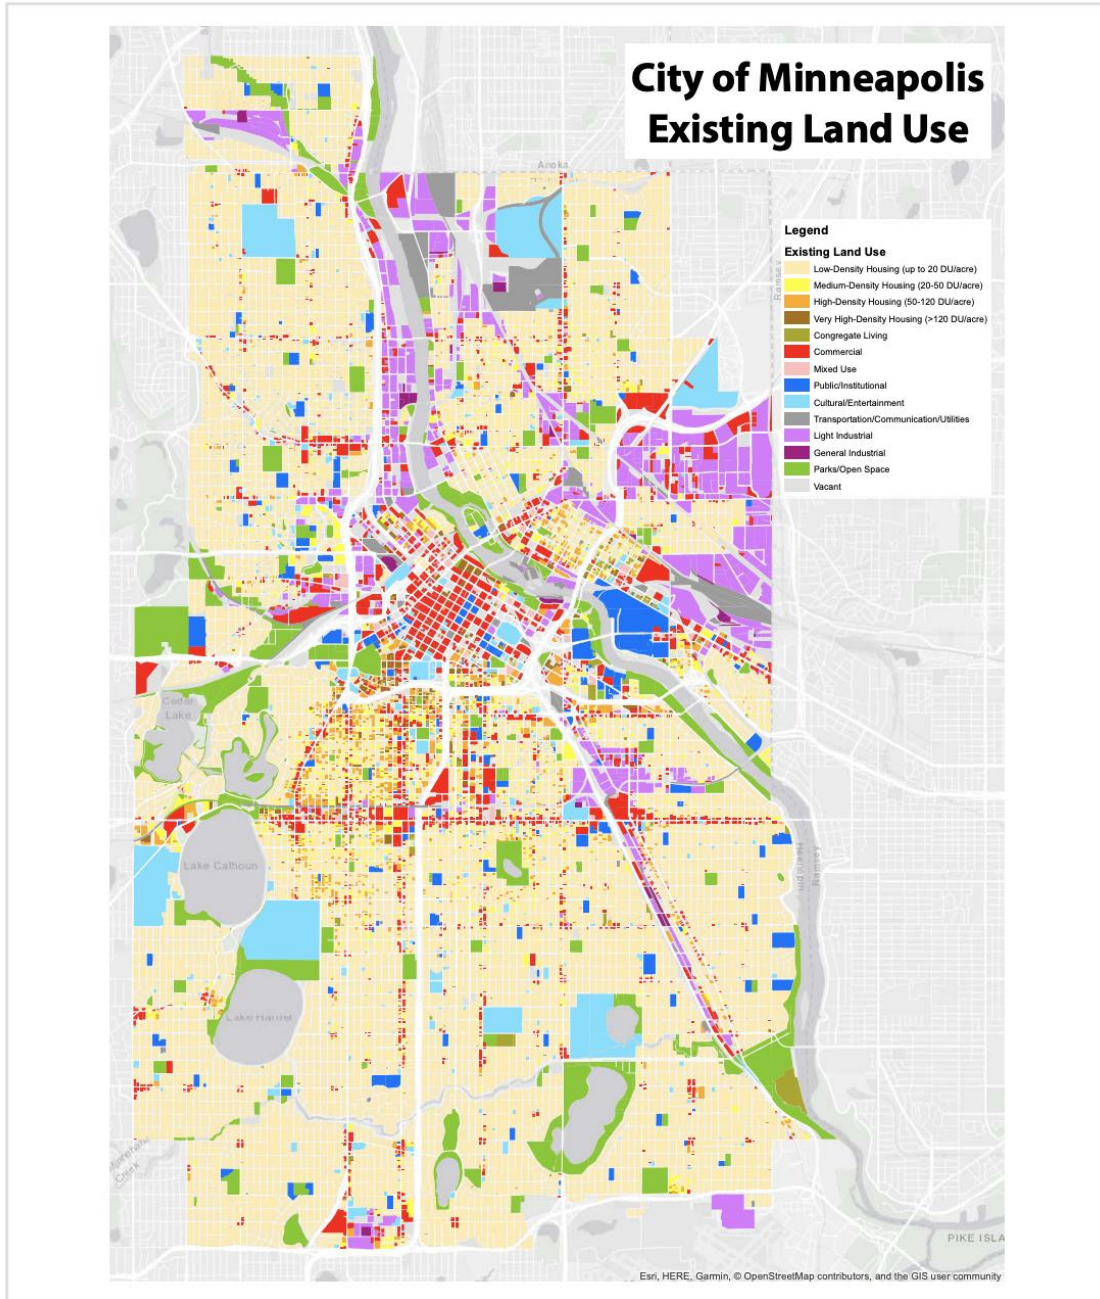 City of Minneapolis
Existing Land Use
Anoka
Legend
Existing Land Use
Low-Density Housing (up to 20 DU/acre)
Medium-Density Housing (20-50 DU/acre)
High-Density Housing (50-120 DU/acre)
Very High-Density Housing (>120 DU/acre)
Congregate Living
Commercial
Mixed Use
Public/Institutional
Cultural/Entertainment
Transportation/Communication/Utilities
Light Industrial
General Industrial
Parks/Open Space
Vacant
Ramsey
Cedar
Lake
Lake Calhoun
Hennepin
Ramsey
Lake Harriet
Creek
PIKE ISLA
Esri, HERE, Garmin, © OpenStreetMap contributors, and the GIS user community